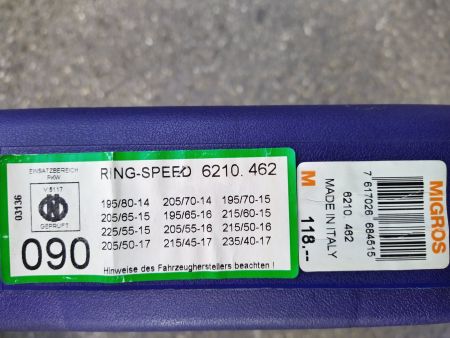 EINSATZBEREICH
PKW
V 5117
GEPRÜFT
03136
090
RING-SPEED 6210. 462
195/80-14 205/70-14 195/70-15
205/65-15 195/65-16 215/60-15
225/55-15 205/55-16 215/50-16
205/50-17 215/45-17 235/40-17
Hinweise des Fahrzeugherstellers beachten !
M 118.--
MADE IN ITALY
6210. 462
7 617026 684515
MIGROS